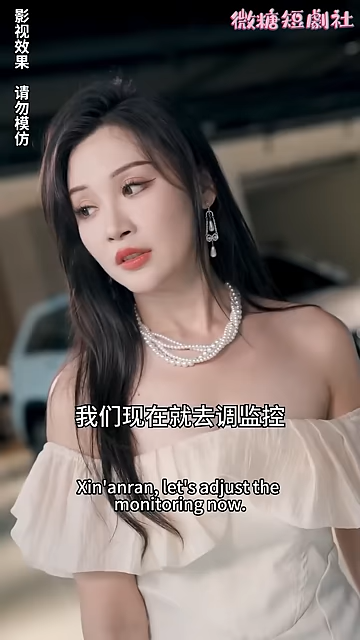 微糖短劇社
影视效果 请勿模仿
我们现在就去调监控
Xin'anran, let's adjust the
monitoring now.